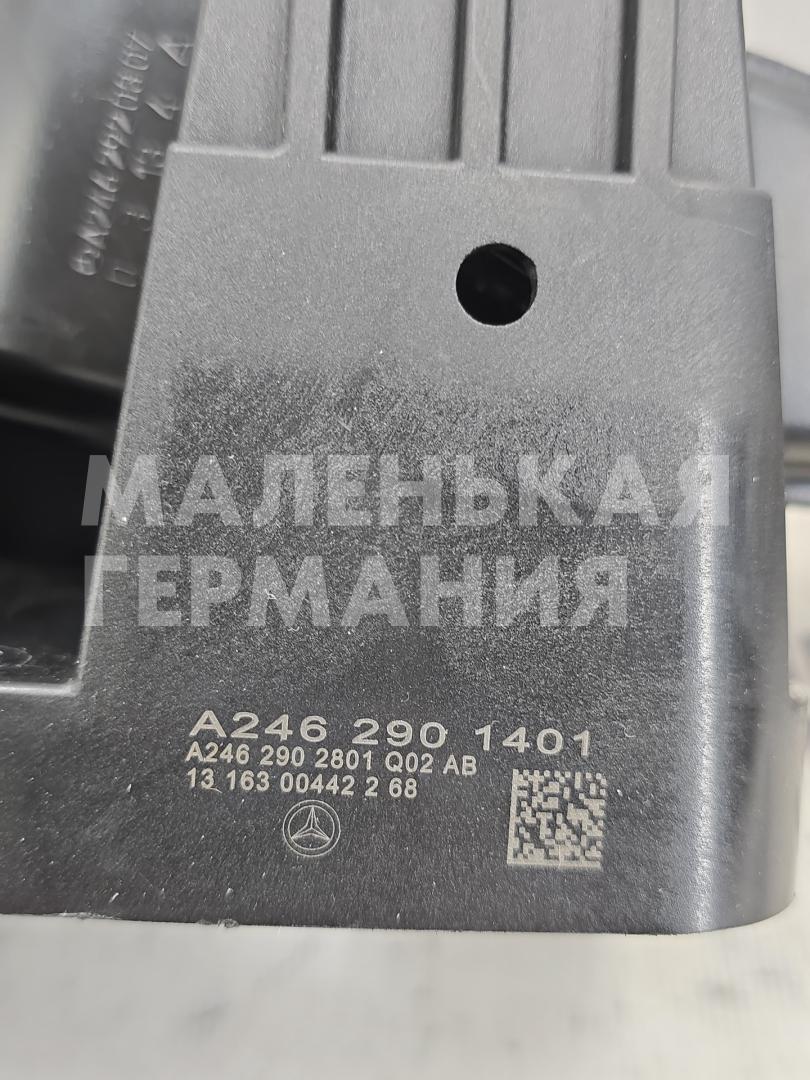 МАЛЕНЬКАЯ
ГЕРМАНИЯ
A246 290 1401
A246 290 2801 Q02 AB
13 163 00442 2 68